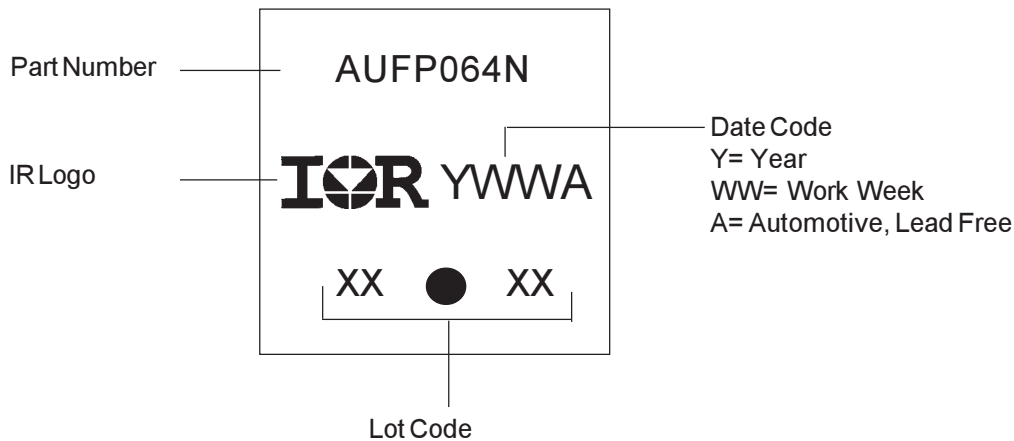 Part Number
AUFP064N
IR Logo
IOR YWWA
Date Code
Y= Year
WW= Work Week
A= Automotive, Lead Free
XX XX
Lot Code